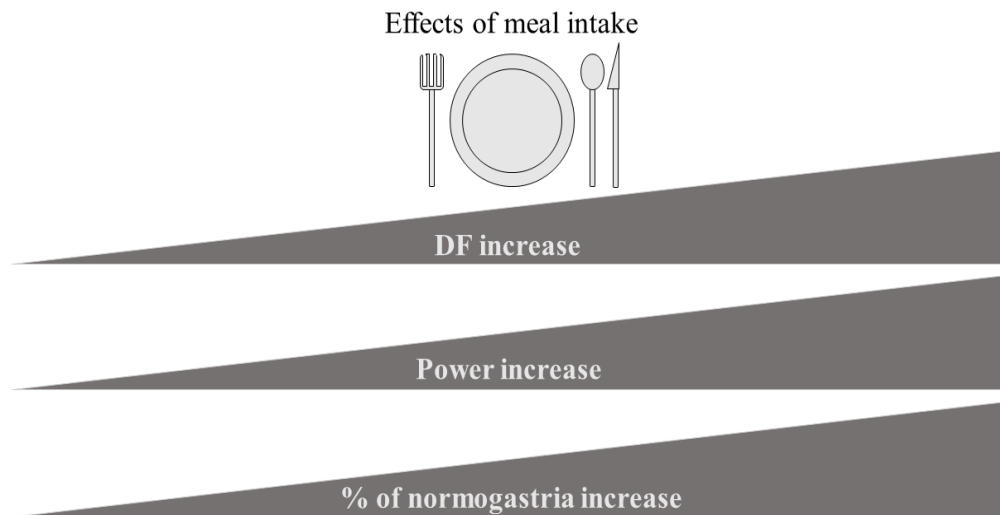 Effects of meal intake
DF increase
Power increase
% of normogastria increase